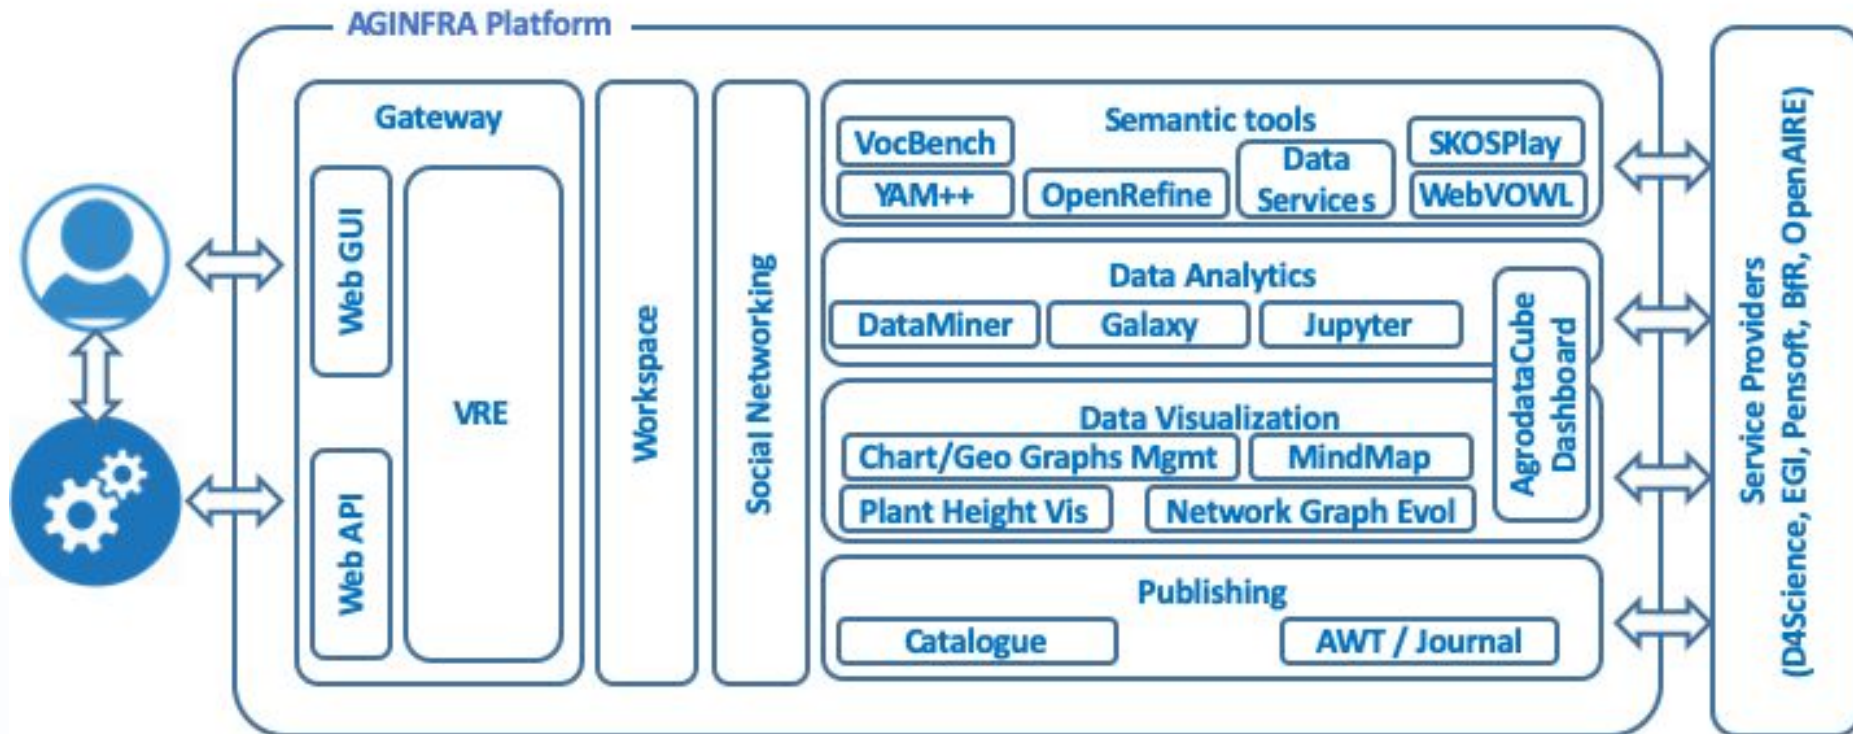 AGINFRA Platform
Gateway
Web GUI
Web API
VRE
Workspace
Social Networking
Semantic tools
VocBench
YAM++
OpenRefine
Data
Services
SKOSPlay
WebVOWL
Data Analytics
DataMiner
Galaxy
Jupyter
AgrodataCube
Dashboard
Data Visualization
Chart/Geo Graphs Mgmt
MindMap
Plant Height Vis
Network Graph Evol
Publishing
Catalogue
AWT / Journal
Service Providers
(D4Science, EGI, Pensoft, BfR, OpenAIRE)